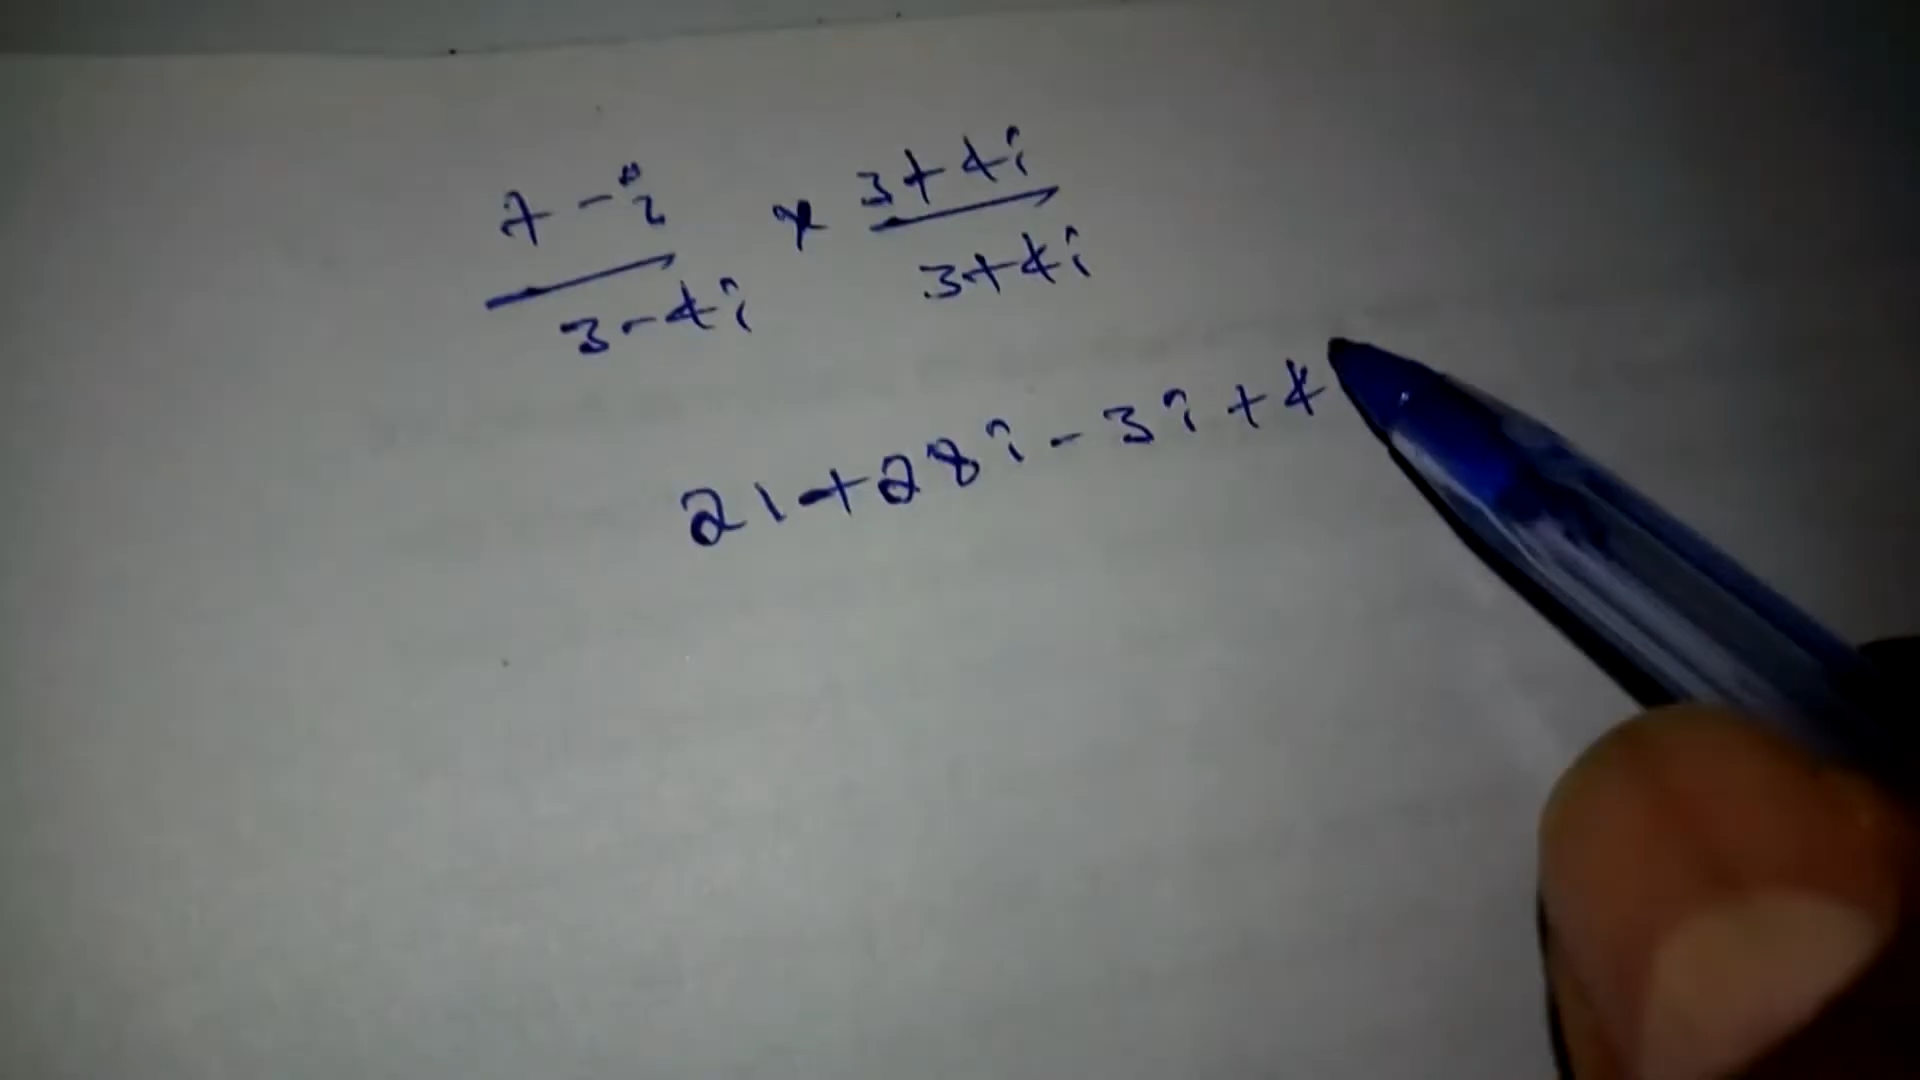 7 - i / 3 - 4i × 3 + 4i / 3 + 4i
21 + 28i - 3i + 4